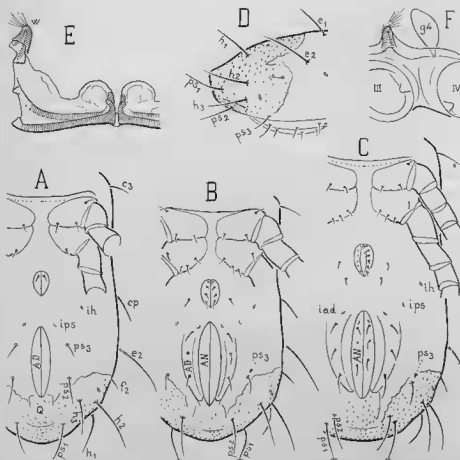 E
D
F
e1
h1
e2
g4
h2
ps1
h3
ps2
ps3
III
IV
A
B
C
c3
cp
ih
ips
AD
ps3
e2
ps2
f2
Q
h3
h2
ps1
h1
AD
AN
ps3
ps2
ps1
1
ih
iad
ips
AN
ps3
ps2
ps1